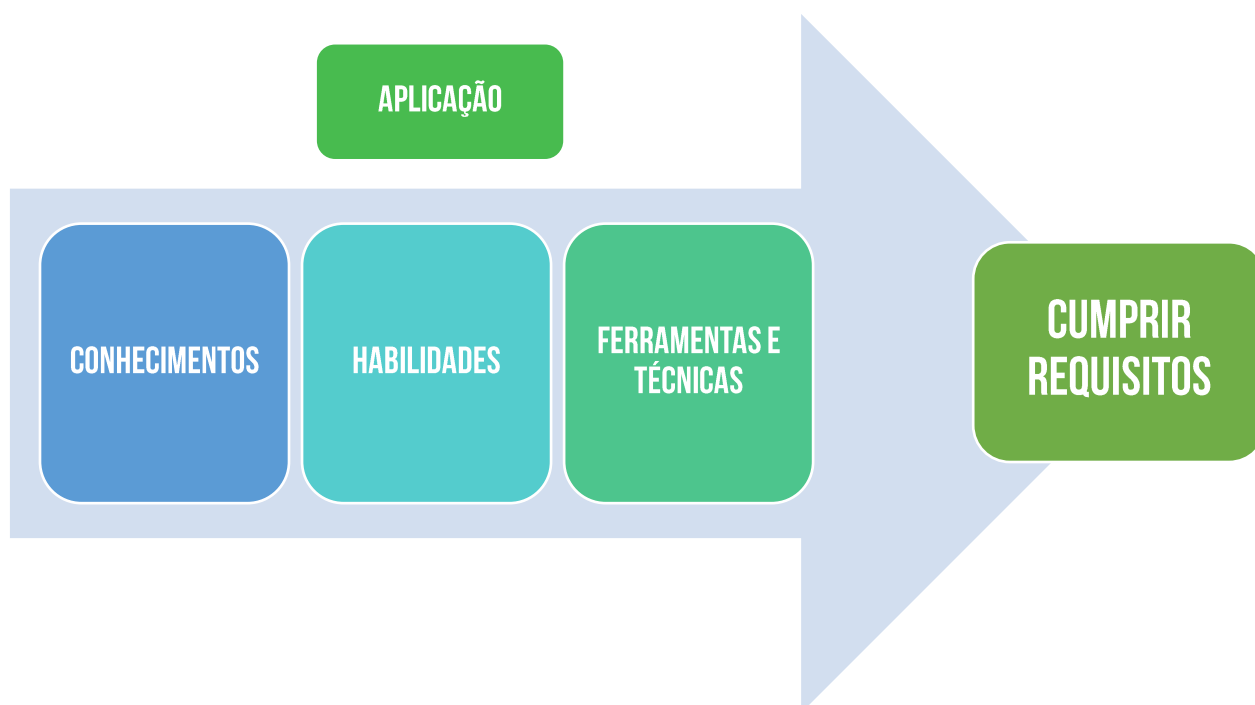 APLICAÇÃO
CONHECIMENTOS
HABILIDADES
FERRAMENTAS E
TÉCNICAS
CUMPRIR
REQUISITOS